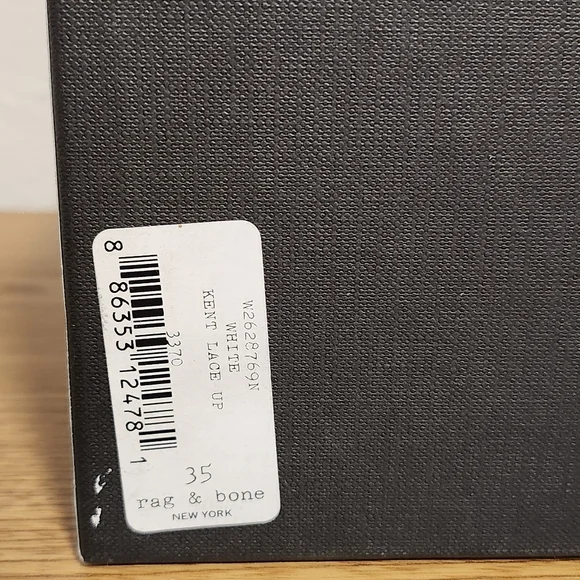 W2628769N
WHITE
KENT LACE UP
3370
8 86353 12478 1
35
rag & bone
NEW YORK